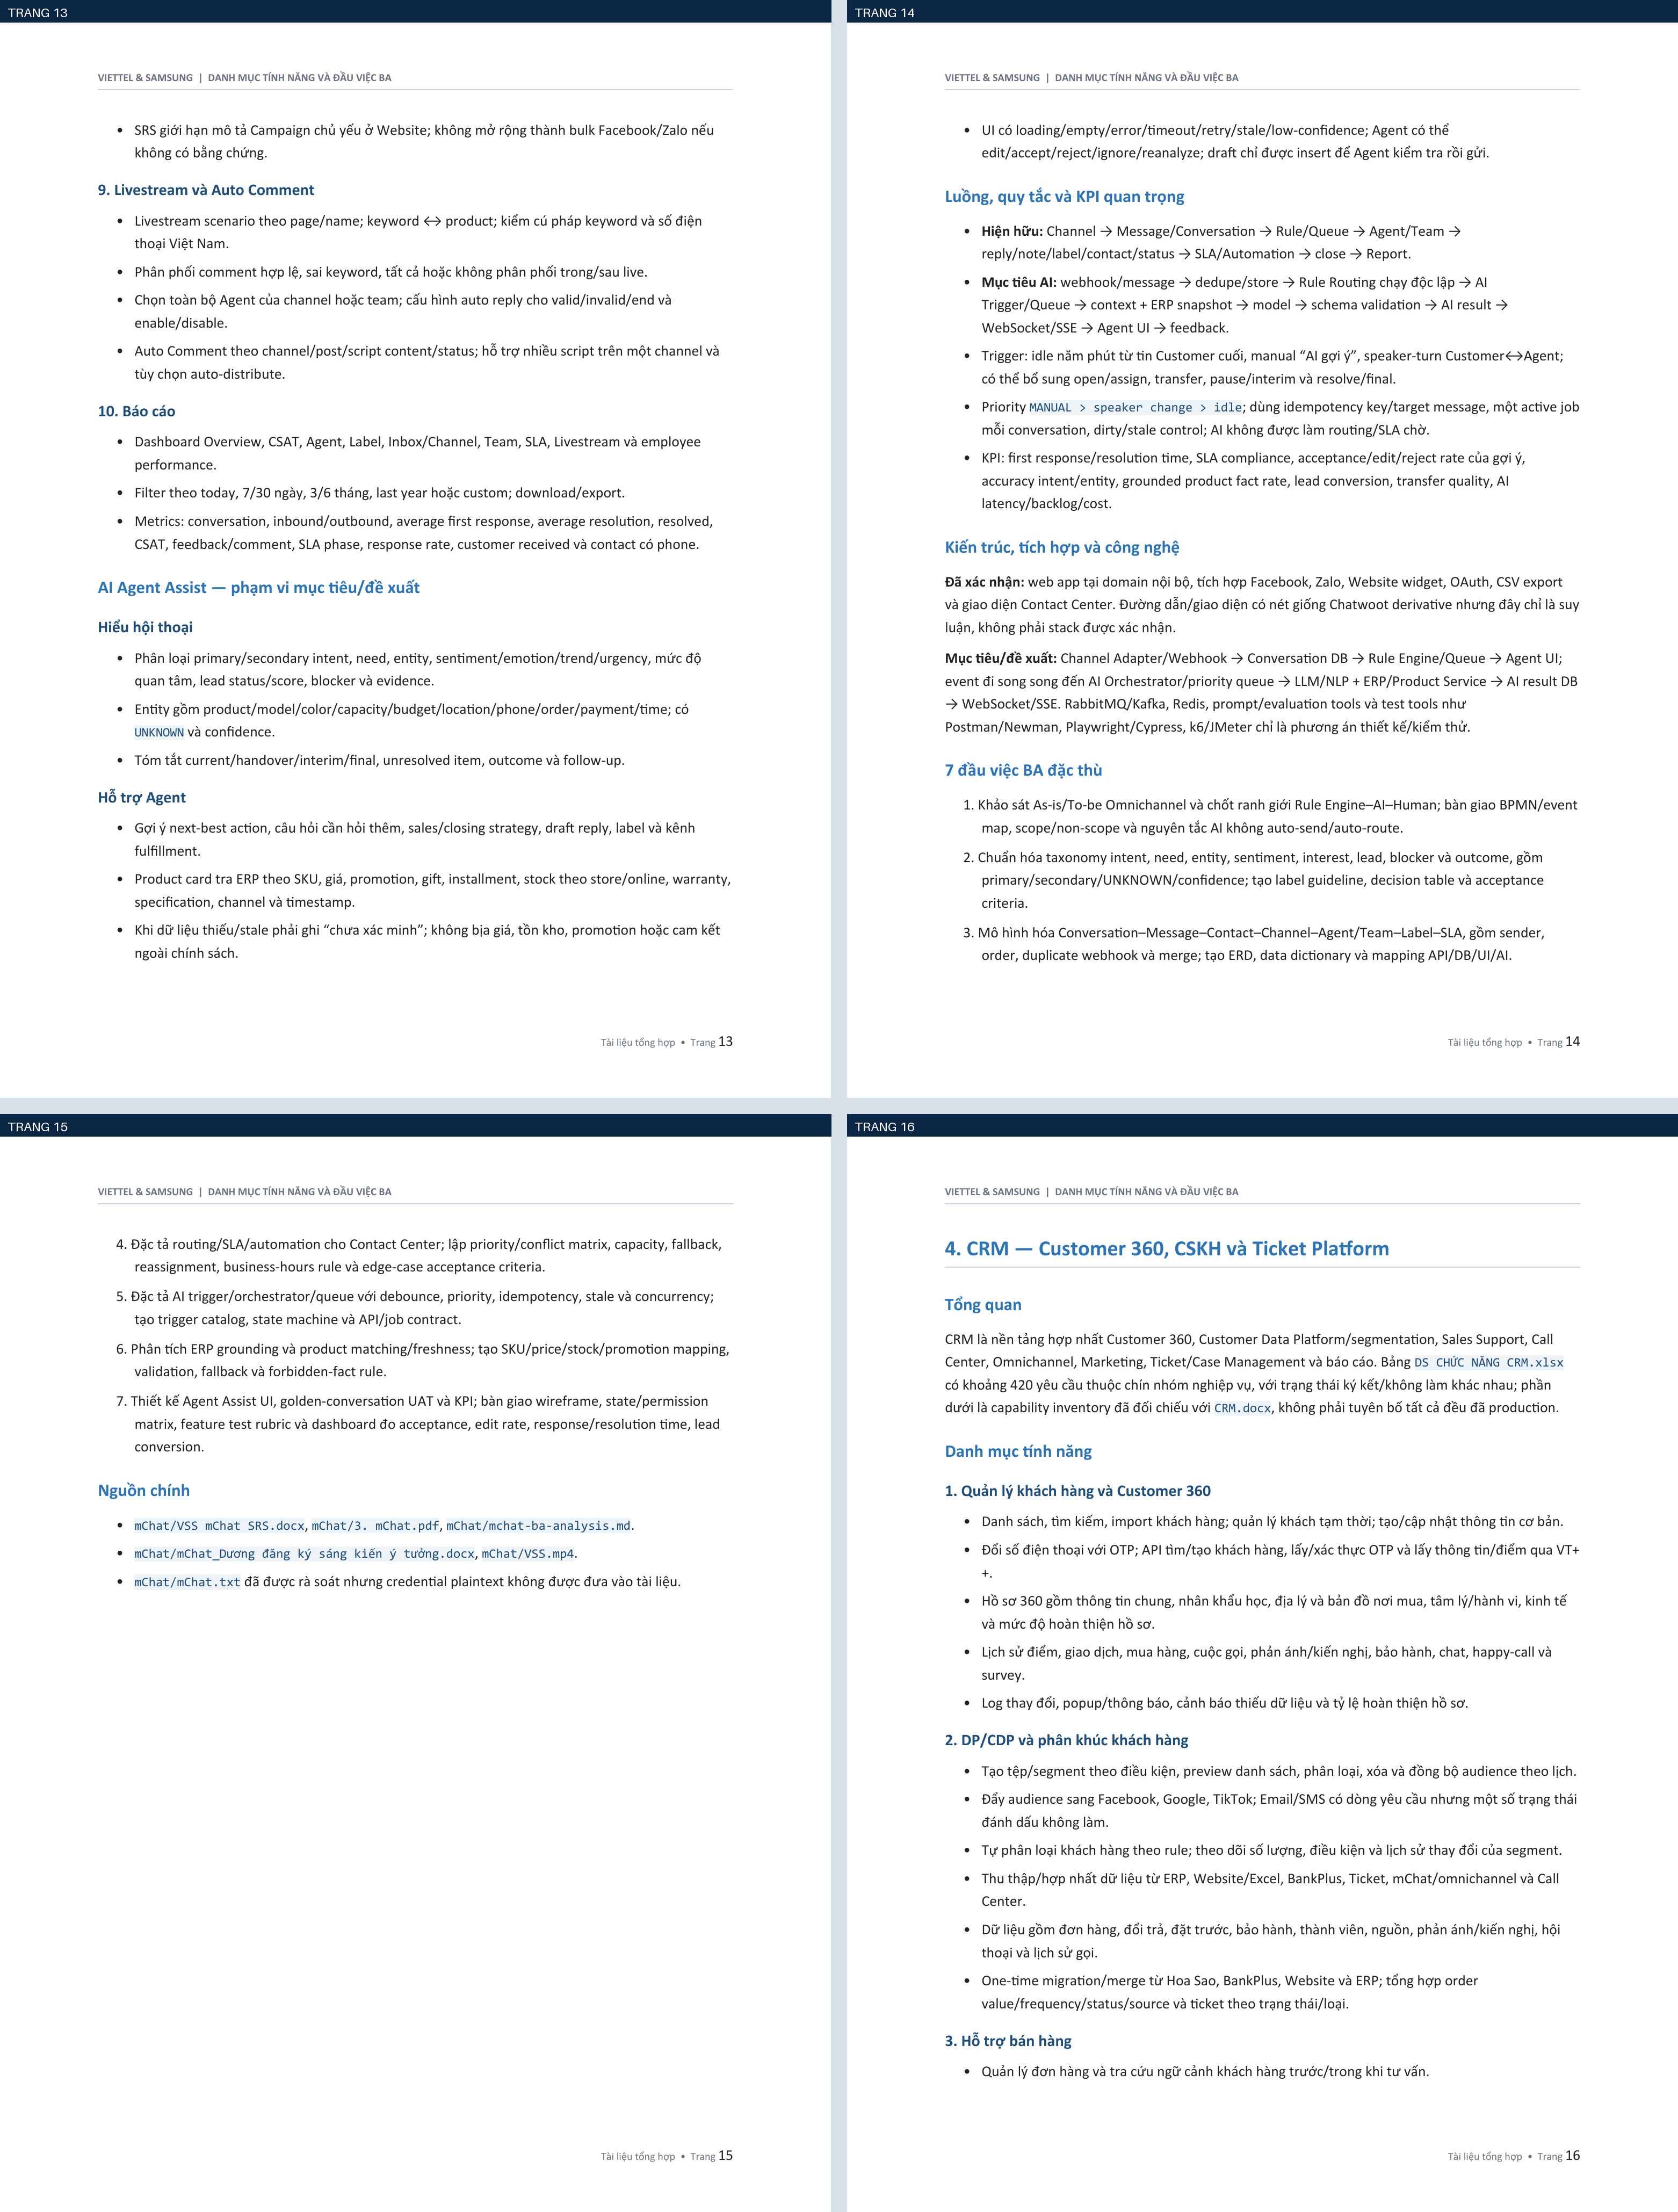 TRANG 13
VIETTEL & SAMSUNG | DANH MỤC TÍNH NĂNG VÀ ĐẦU VIỆC BA
• SRS giới hạn mô tả Campaign chủ yếu ở Website; không mở rộng thành bulk Facebook/Zalo nếu
không có bằng chứng.
9. Livestream và Auto Comment
• Livestream scenario theo page/name; keyword ↔ product; kiểm cú pháp keyword và số điện
thoại Việt Nam.
• Phân phối comment hợp lệ, sai keyword, tất cả hoặc không phân phối trong/sau live.
• Chọn toàn bộ Agent của channel hoặc team; cấu hình auto reply cho valid/invalid/end và
enable/disable.
• Auto Comment theo channel/post/script content/status; hỗ trợ nhiều script trên một channel và
tùy chọn auto-distribute.
10. Báo cáo
• Dashboard Overview, CSAT, Agent, Label, Inbox/Channel, Team, SLA, Livestream và employee
performance.
• Filter theo today, 7/30 ngày, 3/6 tháng, last year hoặc custom; download/export.
• Metrics: conversation, inbound/outbound, average first response, average resolution, resolved,
CSAT, feedback/comment, SLA phase, response rate, customer received và contact có phone.
AI Agent Assist — phạm vi mục tiêu/đề xuất
Hiểu hội thoại
• Phân loại primary/secondary intent, need, entity, sentiment/emotion/trend/urgency, mức độ
quan tâm, lead status/score, blocker và evidence.
• Entity gồm product/model/color/capacity/budget/location/phone/order/payment/time; có
UNKNOWN và confidence.
• Tóm tắt current/handover/interim/final, unresolved item, outcome và follow-up.
Hỗ trợ Agent
• Gợi ý next-best action, câu hỏi cần hỏi thêm, sales/closing strategy, draft reply, label và kênh
fulfillment.
• Product card tra ERP theo SKU, giá, promotion, gift, installment, stock theo store/online, warranty,
specification, channel và timestamp.
• Khi dữ liệu thiếu/stale phải ghi “chưa xác minh”; không bịa giá, tồn kho, promotion hoặc cam kết
ngoài chính sách.
Tài liệu tổng hợp • Trang 13
TRANG 14
VIETTEL & SAMSUNG | DANH MỤC TÍNH NĂNG VÀ ĐẦU VIỆC BA
• UI có loading/empty/error/timeout/retry/stale/low-confidence; Agent có thể
edit/accept/reject/ignore/reanalyze; draft chỉ được insert để Agent kiểm tra rồi gửi.
Luồng, quy tắc và KPI quan trọng
• Hiện hữu: Channel → Message/Conversation → Rule/Queue → Agent/Team →
reply/note/label/contact/status → SLA/Automation → close → Report.
• Mục tiêu AI: webhook/message → dedupe/store → Rule Routing chạy độc lập → AI
Trigger/Queue → context + ERP snapshot → model → schema validation → AI result →
WebSocket/SSE → Agent UI → feedback.
• Trigger: idle năm phút từ tin Customer cuối, manual “AI gợi ý”, speaker-turn Customer↔Agent;
có thể bổ sung open/assign, transfer, pause/interim và resolve/final.
• Priority MANUAL > speaker change > idle; dùng idempotency key/target message, một active job
mỗi conversation, dirty/stale control; AI không được làm routing/SLA chờ.
• KPI: first response/resolution time, SLA compliance, acceptance/edit/reject rate của gợi ý,
accuracy intent/entity, grounded product fact rate, lead conversion, transfer quality, AI
latency/backlog/cost.
Kiến trúc, tích hợp và công nghệ
Đã xác nhận: web app tại domain nội bộ, tích hợp Facebook, Zalo, Website widget, OAuth, CSV export
và giao diện Contact Center. Đường dẫn/giao diện có nét giống Chatwoot derivative nhưng đây chỉ là suy
luận, không phải stack được xác nhận.
Mục tiêu/đề xuất: Channel Adapter/Webhook → Conversation DB → Rule Engine/Queue → Agent UI;
event đi song song đến AI Orchestrator/priority queue → LLM/NLP + ERP/Product Service → AI result DB
→ WebSocket/SSE. RabbitMQ/Kafka, Redis, prompt/evaluation tools và test tools như
Postman/Newman, Playwright/Cypress, k6/JMeter chỉ là phương án thiết kế/kiểm thử.
7 đầu việc BA đặc thù
1. Khảo sát As-is/To-be Omnichannel và chốt ranh giới Rule Engine–AI–Human; bàn giao BPMN/event
map, scope/non-scope và nguyên tắc AI không auto-send/auto-route.
2. Chuẩn hóa taxonomy intent, need, entity, sentiment, interest, lead, blocker và outcome, gồm
primary/secondary/UNKNOWN/confidence; tạo label guideline, decision table và acceptance
criteria.
3. Mô hình hóa Conversation–Message–Contact–Channel–Agent/Team–Label–SLA, gồm sender,
order, duplicate webhook và merge; tạo ERD, data dictionary và mapping API/DB/UI/AI.
Tài liệu tổng hợp • Trang 14
TRANG 15
VIETTEL & SAMSUNG | DANH MỤC TÍNH NĂNG VÀ ĐẦU VIỆC BA
4. Đặc tả routing/SLA/automation cho Contact Center; lập priority/conflict matrix, capacity, fallback,
reassignment, business-hours rule và edge-case acceptance criteria.
5. Đặc tả AI trigger/orchestrator/queue với debounce, priority, idempotency, stale và concurrency;
tạo trigger catalog, state machine và API/job contract.
6. Phân tích ERP grounding và product matching/freshness; tạo SKU/price/stock/promotion mapping,
validation, fallback và forbidden-fact rule.
7. Thiết kế Agent Assist UI, golden-conversation UAT và KPI; bàn giao wireframe, state/permission
matrix, feature test rubric và dashboard đo acceptance, edit rate, response/resolution time, lead
conversion.
Nguồn chính
• mChat/VSS mChat SRS.docx, mChat/3. mChat.pdf, mChat/mchat-ba-analysis.md.
• mChat/mChat_Dương đăng ký sáng kiến ý tưởng.docx, mChat/VSS.mp4.
• mChat/mChat.txt đã được rà soát nhưng credential plaintext không được đưa vào tài liệu.
Tài liệu tổng hợp • Trang 15
TRANG 16
VIETTEL & SAMSUNG | DANH MỤC TÍNH NĂNG VÀ ĐẦU VIỆC BA
4. CRM — Customer 360, CSKH và Ticket Platform
Tổng quan
CRM là nền tảng hợp nhất Customer 360, Customer Data Platform/segmentation, Sales Support, Call
Center, Omnichannel, Marketing, Ticket/Case Management và báo cáo. Bảng DS CHỨC NĂNG CRM.xlsx
có khoảng 420 yêu cầu thuộc chín nhóm nghiệp vụ, với trạng thái ký kết/không làm khác nhau; phần
dưới là capability inventory đã đối chiếu với CRM.docx, không phải tuyên bố tất cả đều đã production.
Danh mục tính năng
1. Quản lý khách hàng và Customer 360
• Danh sách, tìm kiếm, import khách hàng; quản lý khách tạm thời; tạo/cập nhật thông tin cơ bản.
• Đổi số điện thoại với OTP; API tìm/tạo khách hàng, lấy/xác thực OTP và lấy thông tin/điểm qua VT+
+.
• Hồ sơ 360 gồm thông tin chung, nhân khẩu học, địa lý và bản đồ nơi mua, tâm lý/hành vi, kinh tế
và mức độ hoàn thiện hồ sơ.
• Lịch sử điểm, giao dịch, mua hàng, cuộc gọi, phản ánh/kiến nghị, bảo hành, chat, happy-call và
survey.
• Log thay đổi, popup/thông báo, cảnh báo thiếu dữ liệu và tỷ lệ hoàn thiện hồ sơ.
2. DP/CDP và phân khúc khách hàng
• Tạo tệp/segment theo điều kiện, preview danh sách, phân loại, xóa và đồng bộ audience theo lịch.
• Đẩy audience sang Facebook, Google, TikTok; Email/SMS có dòng yêu cầu nhưng một số trạng thái
đánh dấu không làm.
• Tự phân loại khách hàng theo rule; theo dõi số lượng, điều kiện và lịch sử thay đổi của segment.
• Thu thập/hợp nhất dữ liệu từ ERP, Website/Excel, BankPlus, Ticket, mChat/omnichannel và Call
Center.
• Dữ liệu gồm đơn hàng, đổi trả, đặt trước, bảo hành, thành viên, nguồn, phản ánh/kiến nghị, hội
thoại và lịch sử gọi.
• One-time migration/merge từ Hoa Sao, BankPlus, Website và ERP; tổng hợp order
value/frequency/status/source và ticket theo trạng thái/loại.
3. Hỗ trợ bán hàng
• Quản lý đơn hàng và tra cứu ngữ cảnh khách hàng trước/trong khi tư vấn.
Tài liệu tổng hợp • Trang 16